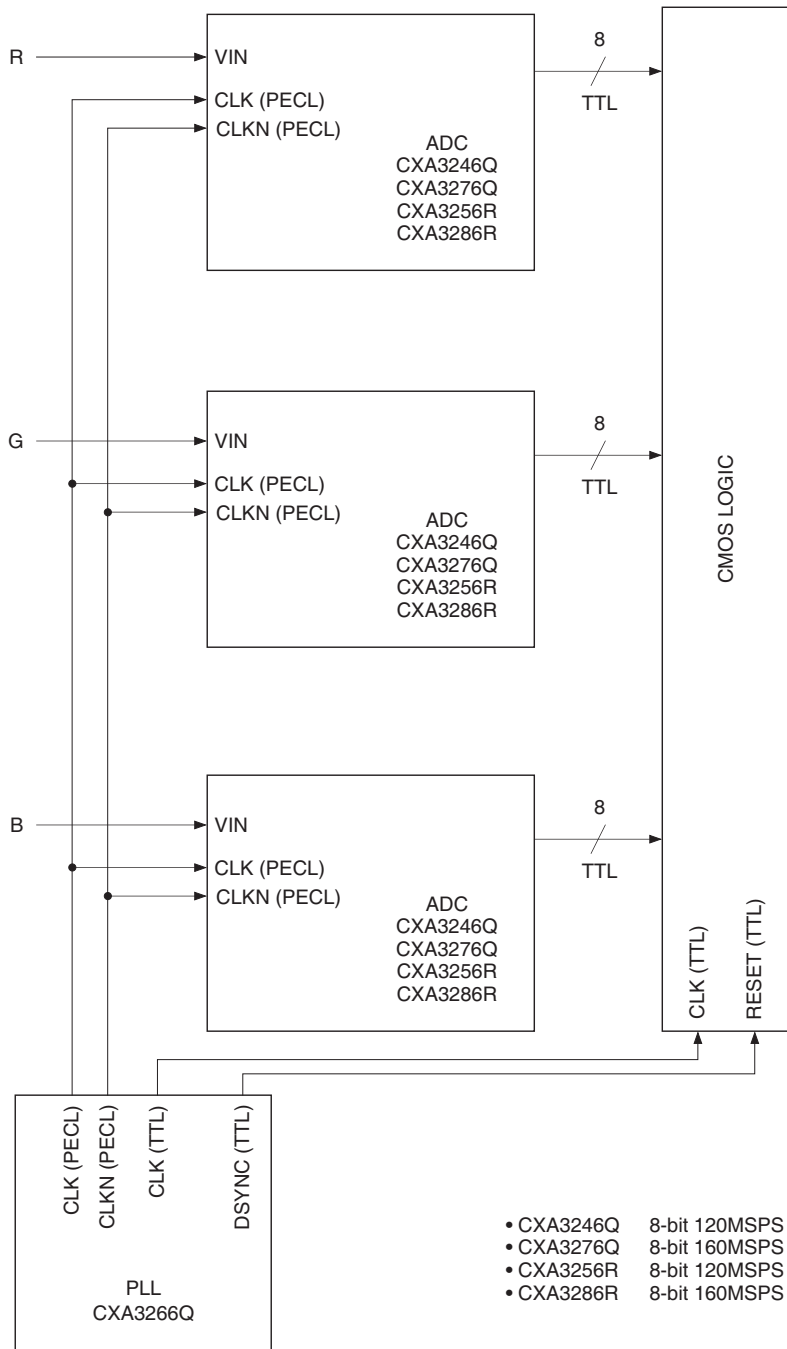 R
VIN
CLK (PECL)
CLKN (PECL)
ADC
CXA3246Q
CXA3276Q
CXA3256R
CXA3286R
8
TTL
G
VIN
CLK (PECL)
CLKN (PECL)
ADC
CXA3246Q
CXA3276Q
CXA3256R
CXA3286R
8
TTL
CMOS LOGIC
B
VIN
CLK (PECL)
CLKN (PECL)
ADC
CXA3246Q
CXA3276Q
CXA3256R
CXA3286R
8
TTL
CLK (TTL)
RESET (TTL)
CLK (PECL)
CLKN (PECL)
CLK (TTL)
DSYNC (TTL)
PLL
CXA3266Q
• CXA3246Q 8-bit 120MSPS
• CXA3276Q 8-bit 160MSPS
• CXA3256R 8-bit 120MSPS
• CXA3286R 8-bit 160MSPS